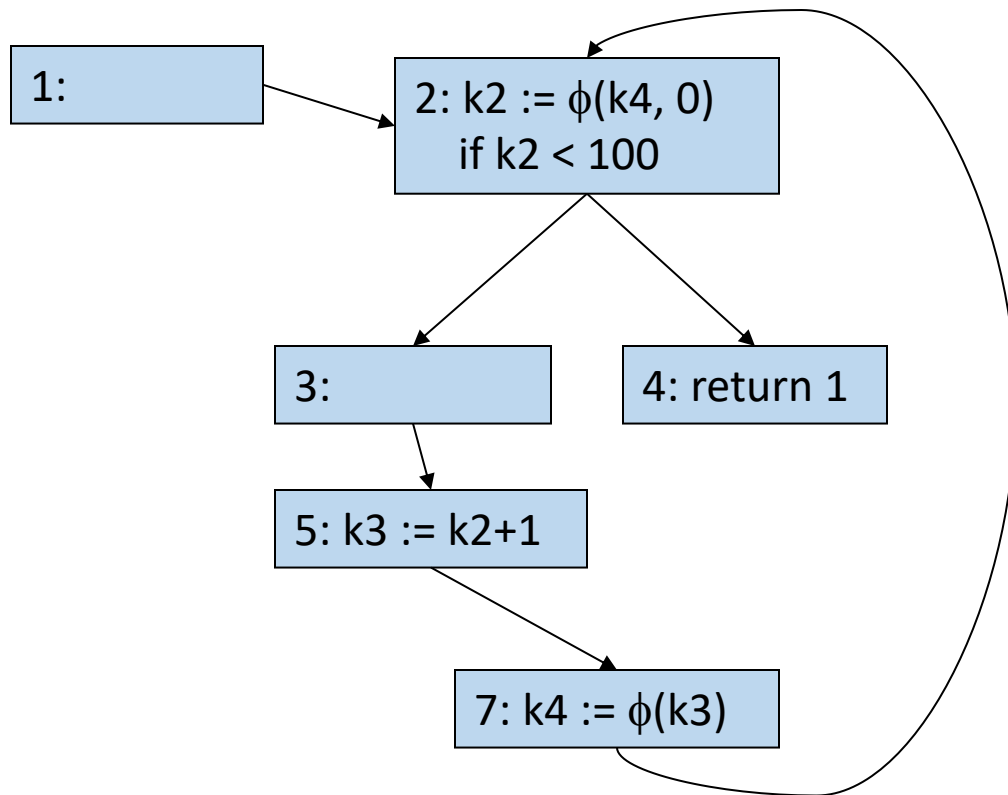 1:
2: k2 := ϕ(k4, 0)
if k2 < 100
3:
4: return 1
5: k3 := k2+1
7: k4 := ϕ(k3)